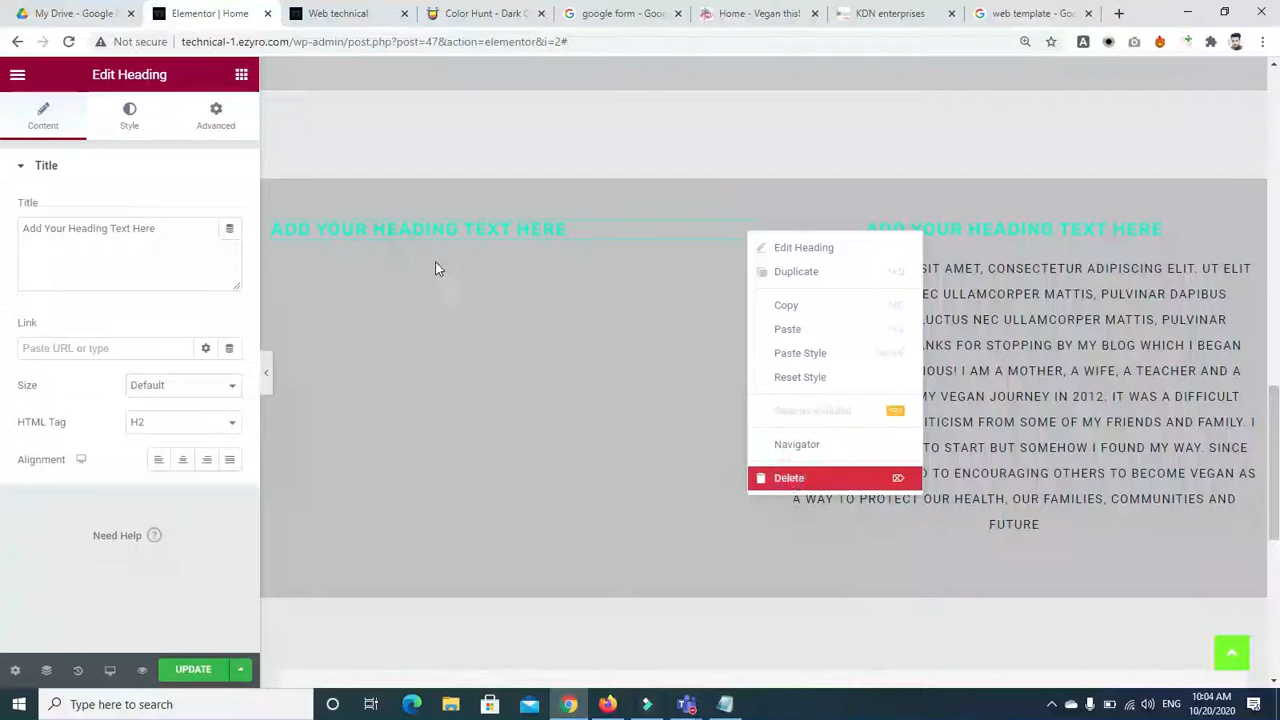 My Drive - Google
Elementor | Home
Web technical
Color Hunt - Dark
gafgle form - Goog
Home - Vegan this!
JDN enterprises
web template - Goo
Not secure
technical-1.ezyro.com/wp-admin/post.php?post=47&action=elementor&i=2#
Edit Heading
Content
Style
Advanced
Title
Title
Add Your Heading Text Here
Link
Paste URL or type
Size
Default
HTML Tag
H2
Alignment
Need Help
UPDATE
ADD YOUR HEADING TEXT HERE
Edit Heading
Duplicate
Copy
Paste
Paste Style
Reset Style
Navigator
Delete
ADD YOUR HEADING TEXT HERE
SIT AMET, CONSECTETUR ADIPISCING ELIT. UT ELIT
EC ULLAMCORPER MATTIS, PULVINAR DAPIBUS
LUCTUS NEC ULLAMCORPER MATTIS, PULVINAR
NKS FOR STOPPING BY MY BLOG WHICH I BEGAN
IOUS! I AM A MOTHER, A WIFE, A TEACHER AND A
MY VEGAN JOURNEY IN 2012. IT WAS A DIFFICULT
ITICISM FROM SOME OF MY FRIENDS AND FAMILY. I
TO START BUT SOMEHOW I FOUND MY WAY. SINCE
D TO ENCOURAGING OTHERS TO BECOME VEGAN AS
A WAY TO PROTECT OUR HEALTH, OUR FAMILIES, COMMUNITIES AND
FUTURE
Type here to search
ENG
10:04 AM
10/20/2020